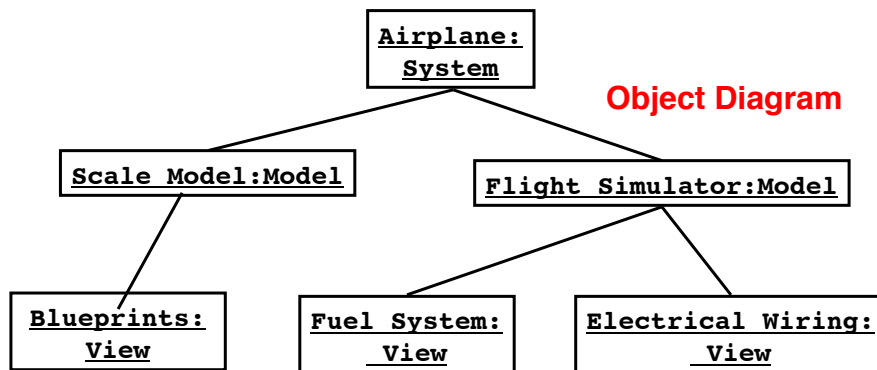 Airplane:
System
Object Diagram
Scale Model:Model
Flight Simulator:Model
Blueprints:
View
Fuel System:
View
Electrical Wiring:
View